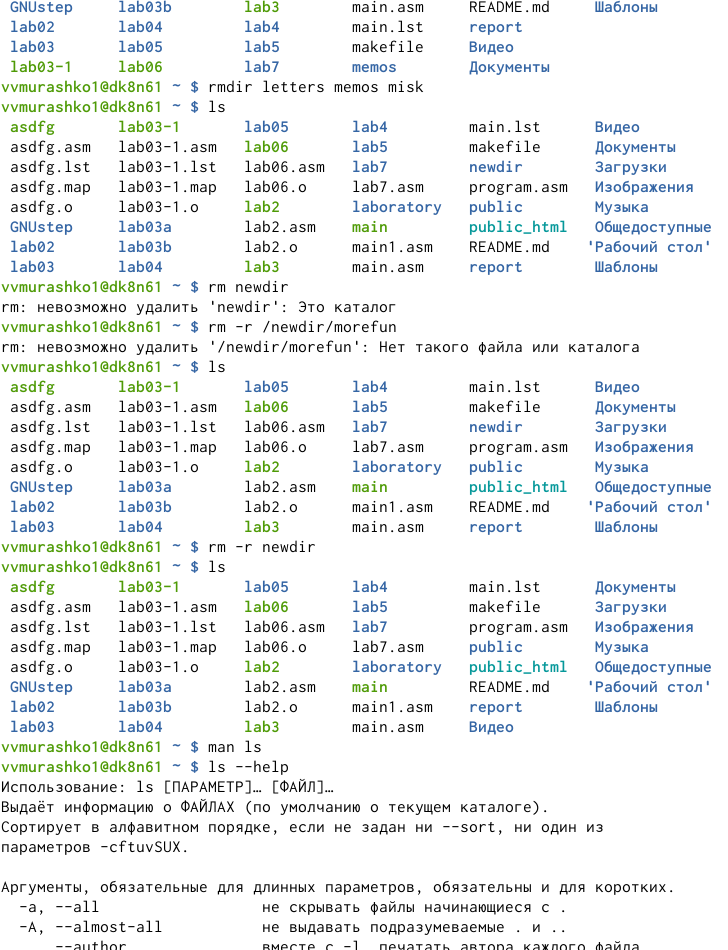 GNUstep lab03b lab3 main.asm README.md Шаблоны
lab02 lab04 lab4 main.lst report
lab03 lab05 lab5 makefile Видео
lab03-1 lab06 lab7 memos Документы
vvmurashko1@dk8n61 ~ $ rmdir letters memos misk
vvmurashko1@dk8n61 ~ $ ls
asdfg lab03-1 lab05 lab4 main.lst Видео
asdfg.asm lab03-1.asm lab06 lab5 makefile Документы
asdfg.lst lab03-1.lst lab06.asm lab7 newdir Загрузки
asdfg.map lab03-1.map lab06.o lab7.asm program.asm Изображения
asdfg.o lab03-1.o lab2 laboratory public Музыка
GNUstep lab03a lab2.asm main public_html Общедоступные
lab02 lab03b lab2.o main1.asm README.md 'Рабочий стол'
lab03 lab04 lab3 main.asm report Шаблоны
vvmurashko1@dk8n61 ~ $ rm newdir
rm: невозможно удалить 'newdir': Это каталог
vvmurashko1@dk8n61 ~ $ rm -r /newdir/morefun
rm: невозможно удалить '/newdir/morefun': Нет такого файла или каталога
vvmurashko1@dk8n61 ~ $ ls
asdfg lab03-1 lab05 lab4 main.lst Видео
asdfg.asm lab03-1.asm lab06 lab5 makefile Документы
asdfg.lst lab03-1.lst lab06.asm lab7 newdir Загрузки
asdfg.map lab03-1.map lab06.o lab7.asm program.asm Изображения
asdfg.o lab03-1.o lab2 laboratory public Музыка
GNUstep lab03a lab2.asm main public_html Общедоступные
lab02 lab03b lab2.o main1.asm README.md 'Рабочий стол'
lab03 lab04 lab3 main.asm report Шаблоны
vvmurashko1@dk8n61 ~ $ rm -r newdir
vvmurashko1@dk8n61 ~ $ ls
asdfg lab03-1 lab05 lab4 main.lst Документы
asdfg.asm lab03-1.asm lab06 lab5 makefile Загрузки
asdfg.lst lab03-1.lst lab06.asm lab7 program.asm Изображения
asdfg.map lab03-1.map lab06.o lab7.asm public Музыка
asdfg.o lab03-1.o lab2 laboratory public_html Общедоступные
GNUstep lab03a lab2.asm main README.md 'Рабочий стол'
lab02 lab03b lab2.o main1.asm report Шаблоны
lab03 lab04 lab3 main.asm Видео
vvmurashko1@dk8n61 ~ $ man ls
vvmurashko1@dk8n61 ~ $ ls --help
Использование: ls [ПАРАМЕТР]… [ФАЙЛ]…
Выдаёт информацию о ФАЙЛАХ (по умолчанию о текущем каталоге).
Сортирует в алфавитном порядке, если не задан ни --sort, ни один из
параметров -cftuvSUX.
Аргументы, обязательные для длинных параметров, обязательны и для коротких.
-a, --all не скрывать файлы начинающиеся с .
-A, --almost-all не выдавать подразумеваемые . и ..
--author вместе с -l, печатать автора каждого файла